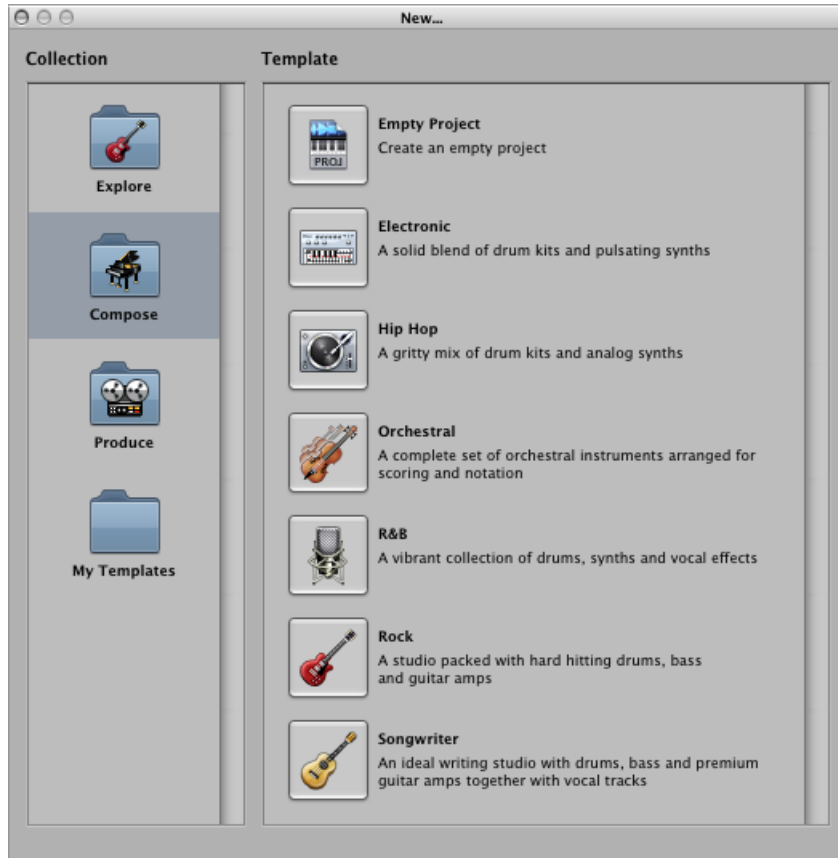 New...
Collection
Template
Explore
Compose
Produce
My Templates
PROJ
Empty Project
Create an empty project
Electronic
A solid blend of drum kits and pulsating synths
Hip Hop
A gritty mix of drum kits and analog synths
Orchestral
A complete set of orchestral instruments arranged for
scoring and notation
R&B
A vibrant collection of drums, synths and vocal effects
Rock
A studio packed with hard hitting drums, bass
and guitar amps
Songwriter
An ideal writing studio with drums, bass and premium
guitar amps together with vocal tracks